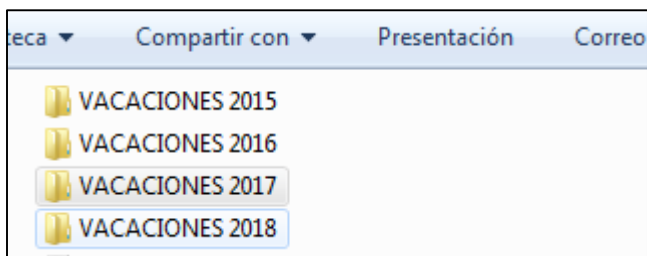 teca Compartir con Presentación Correo
VACACIONES 2015
VACACIONES 2016
VACACIONES 2017
VACACIONES 2018